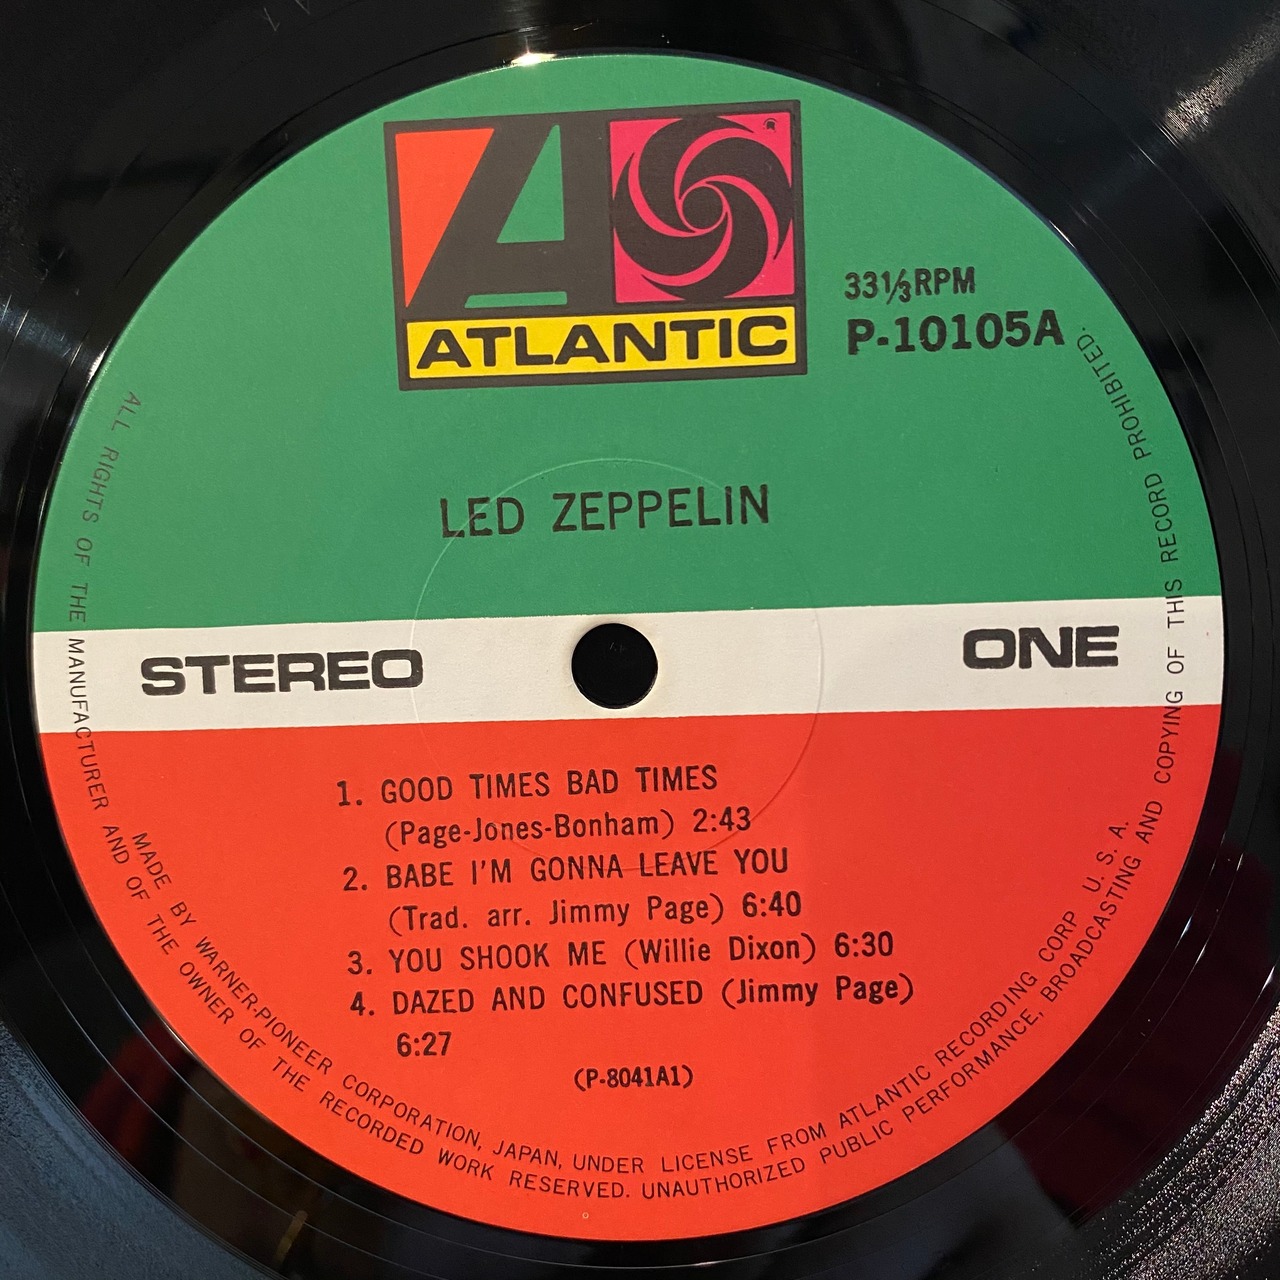 ATLANTIC
33⅓RPM
P-10105A
LED ZEPPELIN
STEREO
ONE
1. GOOD TIMES BAD TIMES
(Page-Jones-Bonham) 2:43
2. BABE I'M GONNA LEAVE YOU
(Trad. arr. Jimmy Page) 6:40
3. YOU SHOOK ME (Willie Dixon) 6:30
4. DAZED AND CONFUSED (Jimmy Page)
6:27
(P-8041A1)
MADE BY WARNER-PIONEER CORPORATION, JAPAN, UNDER LICENSE FROM ATLANTIC RECORDING CORP U. S. A.
ALL RIGHTS OF THE MANUFACTURER AND OF THE OWNER OF THE RECORDED WORK RESERVED. UNAUTHORIZED PUBLIC PERFORMANCE, BROADCASTING AND COPYING OF THIS RECORD PROHIBITED.